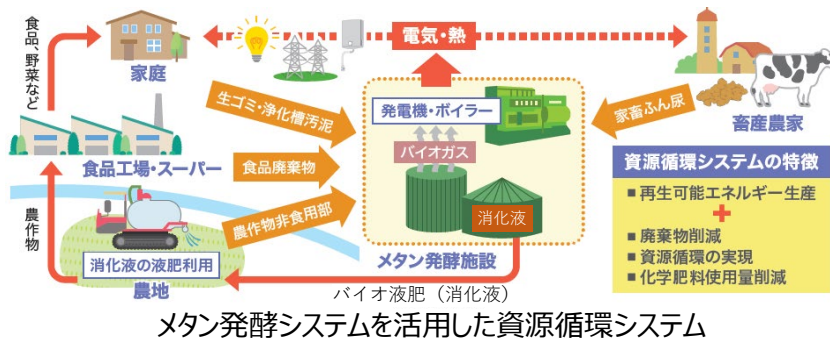 食品、野菜など
家庭
電気・熱
生ゴミ・浄化槽汚泥
発電機・ボイラー
バイオガス
家畜ふん尿
畜産農家
食品工場・スーパー
食品廃棄物
消化液
農作物
農作物非食用部
消化液の液肥利用
農地
メタン発酵施設
バイオ液肥（消化液）
資源循環システムの特徴
■再生可能エネルギー生産
+
■廃棄物削減
■資源循環の実現
■化学肥料使用量削減
メタン発酵システムを活用した資源循環システム